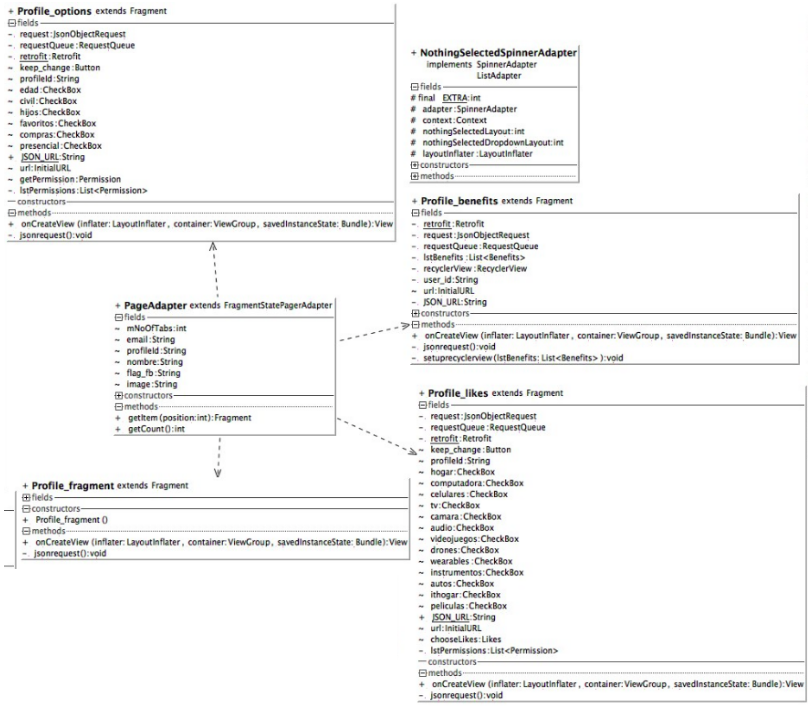 + Profile_options extends Fragment
fields
-. request:JsonObjectRequest
-. requestQueue:RequestQueue
-. retrofit:Retrofit
~ keep_change:Button
~ profileId:String
~ edad:CheckBox
~ civil:CheckBox
~ hijos:CheckBox
~ favoritos:CheckBox
~ compras:CheckBox
~ presencial:CheckBox
+ JSON_URL:String
~ url:InitialURL
~ getPermission:Permission
-. lstPermissions:List<Permission>
constructors
methods
+ onCreateView (inflater: LayoutInflater, container: ViewGroup, savedInstanceState: Bundle):View
-. jsonrequest():void
+ NothingSelectedSpinnerAdapter
implements SpinnerAdapter
ListAdapter
fields
# final EXTRA:int
# adapter:SpinnerAdapter
# context:Context
# nothingSelectedLayout:int
# nothingSelectedDropdownLayout:int
# layoutInflater:LayoutInflater
constructors
methods
+ Profile_benefits extends Fragment
fields
-. retrofit:Retrofit
-. request:JsonObjectRequest
-. requestQueue:RequestQueue
-. lstBenefits:List<Benefits>
-. recyclerView:RecyclerView
-. user_id:String
~ url:InitialURL
-. JSON_URL:String
constructors
methods
+ onCreateView (inflater: LayoutInflater, container: ViewGroup, savedInstanceState: Bundle):View
-. jsonrequest():void
-. setuprecyclerview(lstBenefits: List<Benefits>):void
+ PageAdapter extends FragmentStatePagerAdapter
fields
~ mNoOfTabs:int
~ email:String
~ profileId:String
~ nombre:String
~ flag_fb:String
~ image:String
constructors
methods
+ getItem (position:int):Fragment
+ getCount():int
+ Profile_fragment extends Fragment
fields
constructors
+ Profile_fragment ()
methods
+ onCreateView (inflater: LayoutInflater, container: ViewGroup, savedInstanceState: Bundle):View
-. jsonrequest():void
+ Profile_likes extends Fragment
fields
-. request:JsonObjectRequest
-. requestQueue:RequestQueue
-. retrofit:Retrofit
~ keep_change:Button
~ profileId:String
~ hogar:CheckBox
~ computadora:CheckBox
~ celulares:CheckBox
~ tv:CheckBox
~ camara:CheckBox
~ audio:CheckBox
~ videojuegos:CheckBox
~ drones:CheckBox
~ wearables:CheckBox
~ instrumentos:CheckBox
~ autos:CheckBox
~ ithogar:CheckBox
~ peliculas:CheckBox
+ JSON_URL:String
~ url:InitialURL
~ chooseLikes:Likes
-. lstPermissions:List<Permission>
constructors
methods
+ onCreateView (inflater: LayoutInflater, container: ViewGroup, savedInstanceState: Bundle):View
-. jsonrequest():void